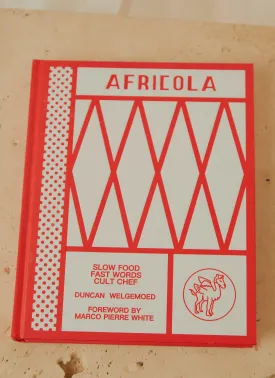 AFRICOLA
SLOW FOOD
FAST WORDS
CULT CHEF
DUNCAN WELGEMOED
FOREWORD BY
MARCO PIERRE WHITE